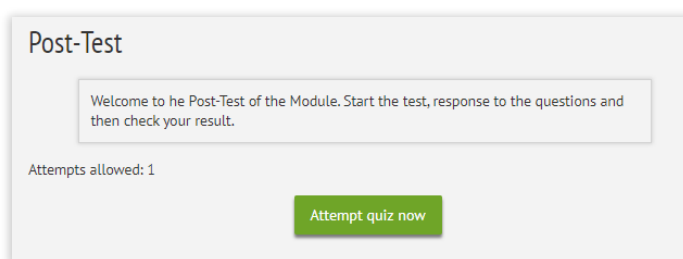 Post-Test
Welcome to he Post-Test of the Module. Start the test, response to the questions and
then check your result.
Attempts allowed: 1
Attempt quiz now